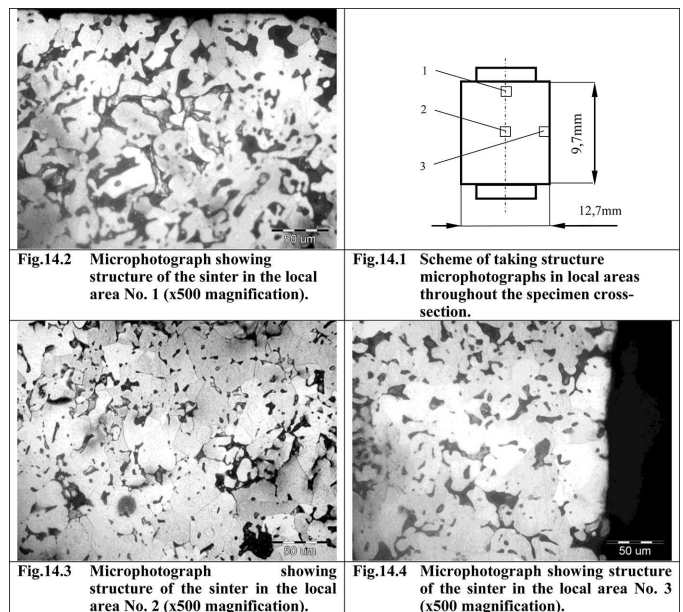 50 um
1
2
3
9,7mm
12,7mm
Fig.14.2 Microphotograph showing
structure of the sinter in the local
area No. 1 (x500 magnification).
Fig.14.1 Scheme of taking structure
microphotographs in local areas
throughout the specimen cross-
section.
50 um
50 um
Fig.14.3 Microphotograph showing
structure of the sinter in the local
area No. 2 (x500 magnification).
Fig.14.4 Microphotograph showing structure
of the sinter in the local area No. 3
(x500 magnification).